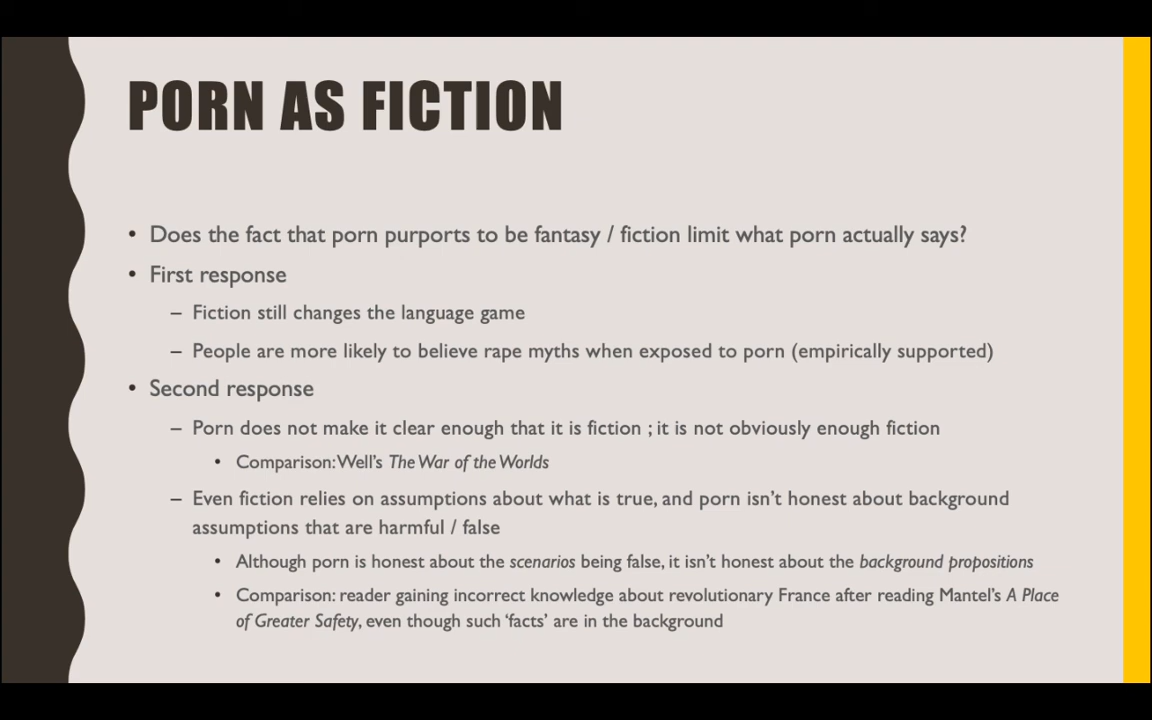 PORN AS FICTION
• Does the fact that porn purports to be fantasy / fiction limit what porn actually says?
• First response
– Fiction still changes the language game
– People are more likely to believe rape myths when exposed to porn (empirically supported)
• Second response
– Porn does not make it clear enough that it is fiction ; it is not obviously enough fiction
• Comparison: Well's The War of the Worlds
– Even fiction relies on assumptions about what is true, and porn isn't honest about background
assumptions that are harmful / false
• Although porn is honest about the scenarios being false, it isn't honest about the background propositions
• Comparison: reader gaining incorrect knowledge about revolutionary France after reading Mantel's A Place
of Greater Safety, even though such 'facts' are in the background